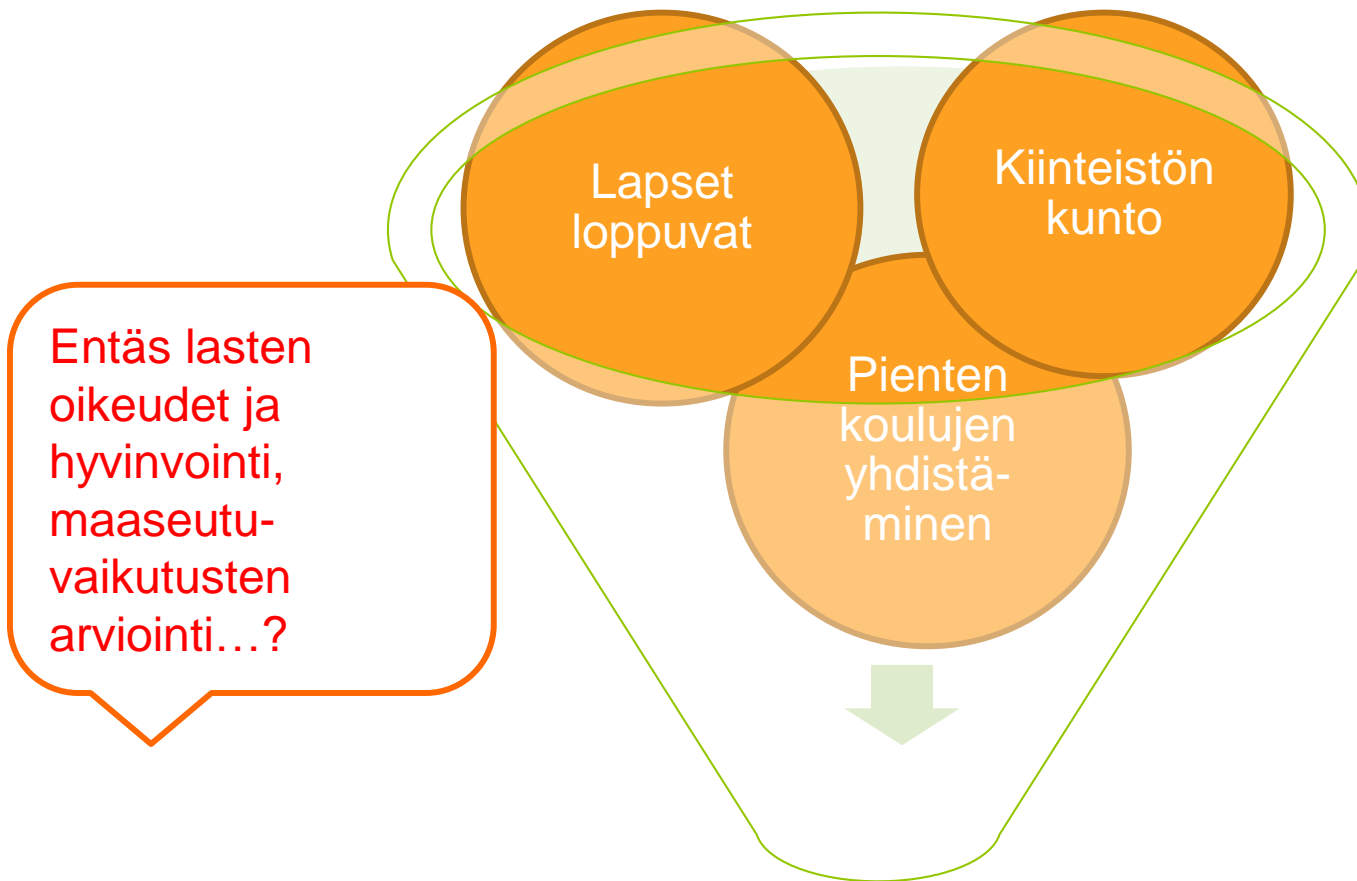 Lapset
loppuvat
Kiinteistön
kunto
Pienten
koulujen
yhdistä-
minen
Entäs lasten
oikeudet ja
hyvinvointi,
maaseutu-
vaikutusten
arviointi…?